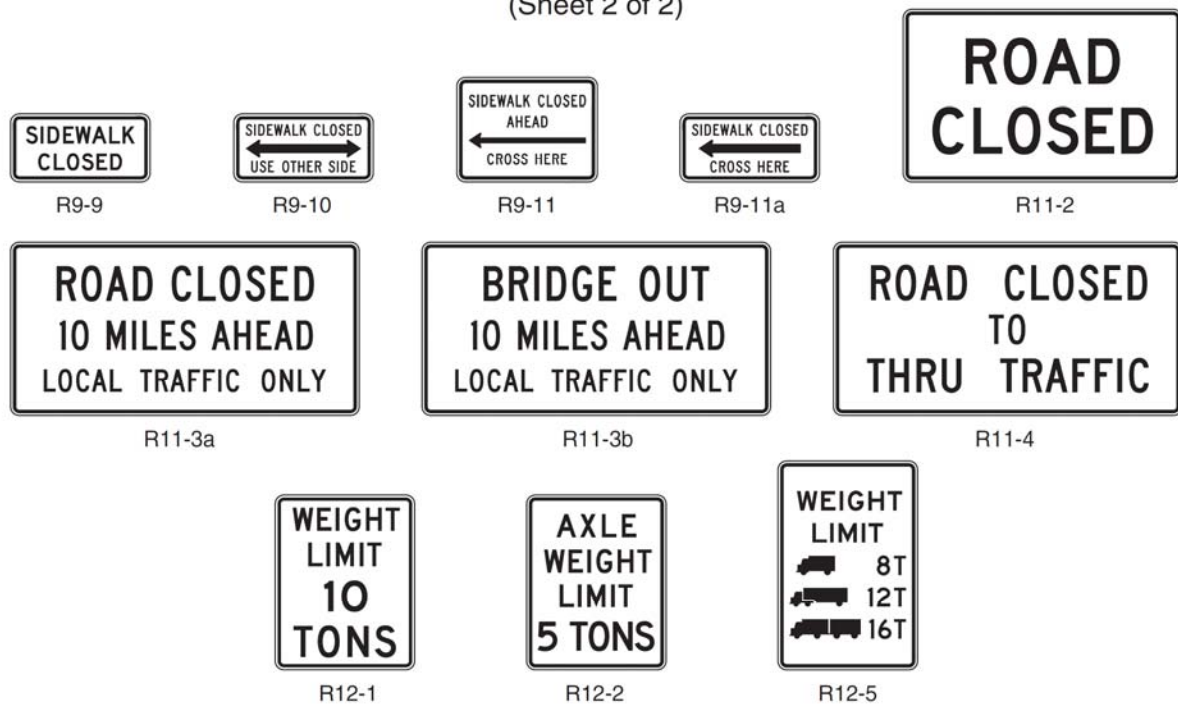 (Sheet 2 of 2)
SIDEWALK
CLOSED
R9-9
SIDEWALK CLOSED
USE OTHER SIDE
R9-10
SIDEWALK CLOSED
AHEAD
CROSS HERE
R9-11
SIDEWALK CLOSED
CROSS HERE
R9-11a
ROAD
CLOSED
R11-2
ROAD CLOSED
10 MILES AHEAD
LOCAL TRAFFIC ONLY
R11-3a
BRIDGE OUT
10 MILES AHEAD
LOCAL TRAFFIC ONLY
R11-3b
ROAD CLOSED
TO
THRU TRAFFIC
R11-4
WEIGHT
LIMIT
10
TONS
R12-1
AXLE
WEIGHT
LIMIT
5 TONS
R12-2
WEIGHT
LIMIT
8T
12T
16T
R12-5